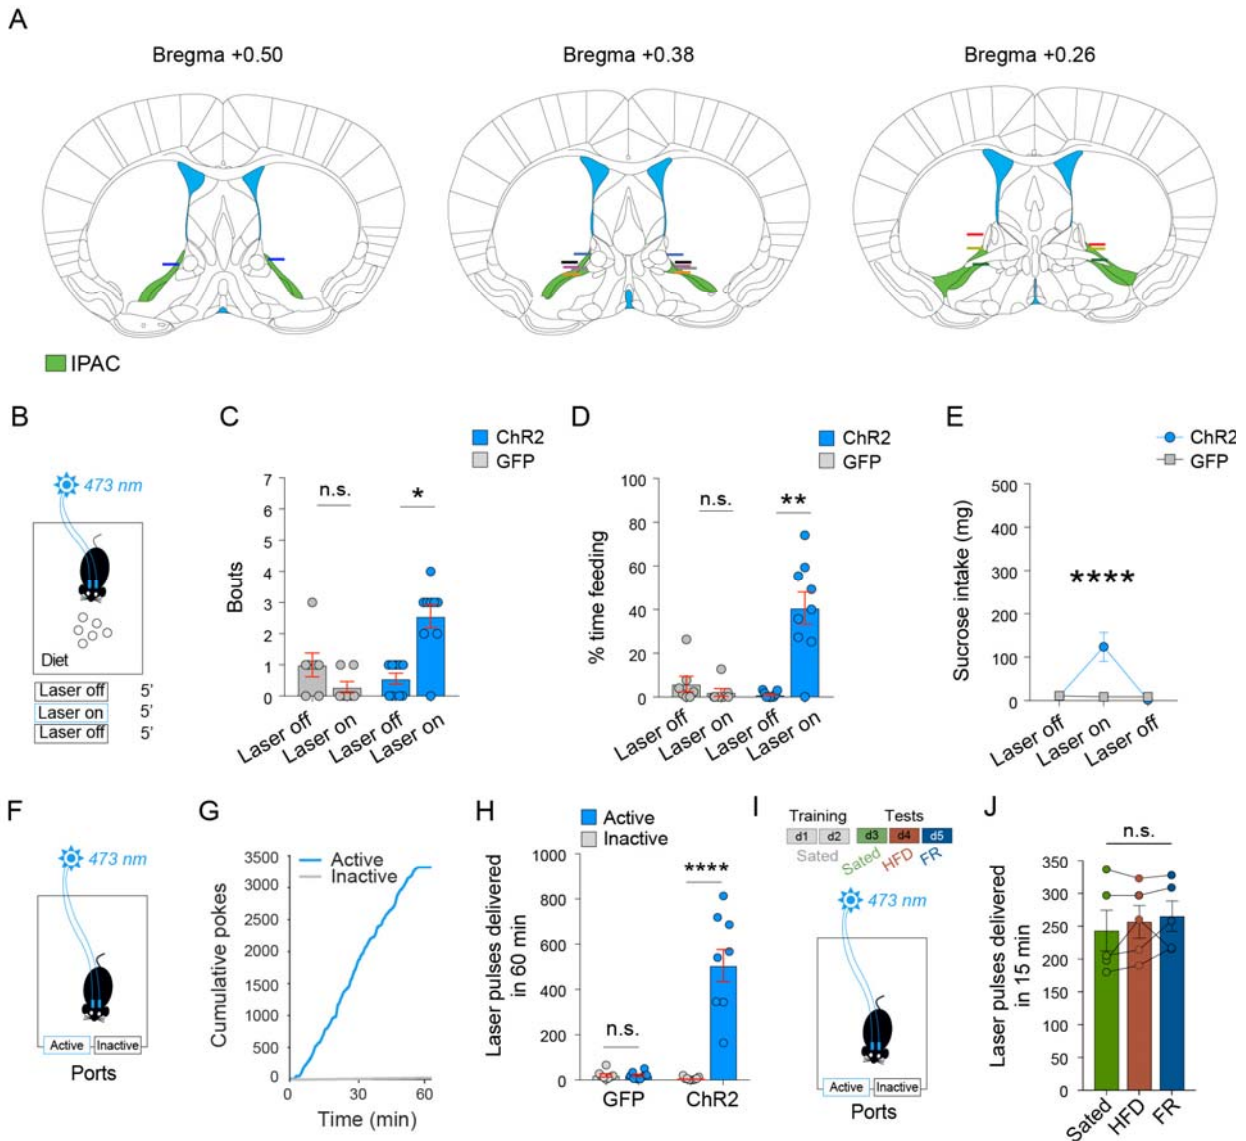 A
Bregma +0.50
Bregma +0.38
Bregma +0.26
IPAC
B
473 nm
Diet
Laser off 5'
Laser on 5'
Laser off 5'
C
ChR2
GFP
Bouts
7
6
5
4
3
2
1
0
n.s.
*
Laser off
Laser on
Laser off
Laser on
D
ChR2
GFP
% time feeding
100
80
60
40
20
0
n.s.
**
Laser off
Laser on
Laser off
Laser on
E
ChR2
GFP
Sucrose intake (mg)
500
400
300
200
100
0
****
Laser off
Laser on
Laser off
F
473 nm
Active Inactive
Ports
G
Active
Inactive
Cumulative pokes
3500
3000
2500
2000
1500
1000
500
0
0 30 60
Time (min)
H
Active
Inactive
Laser pulses delivered
in 60 min
1000
800
600
400
200
0
n.s.
****
GFP ChR2
I
Training Tests
d1 d2 d3 d4 d5
Sated Sated HFD FR
473 nm
Active Inactive
Ports
J
n.s.
Laser pulses delivered
in 15 min
350
300
250
200
150
100
50
0
Sated
HFD
FR